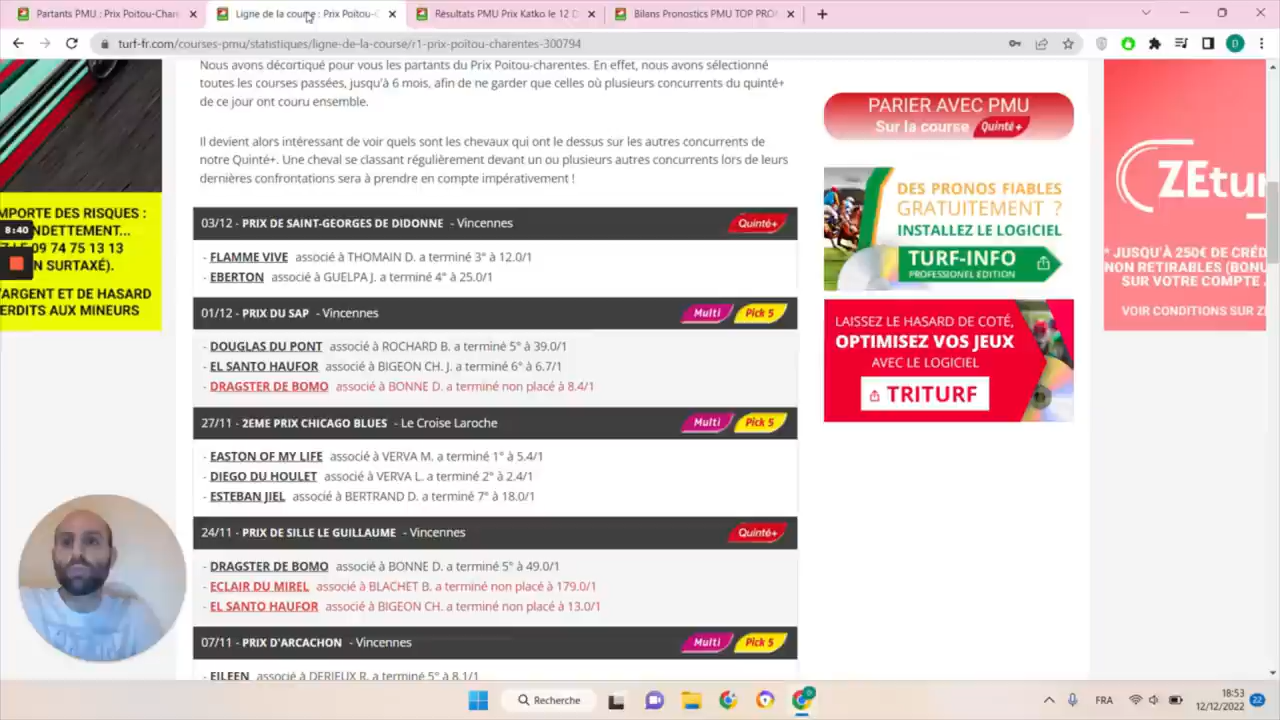 Partants PMU : Prix Poitou-Char
Ligne de la course : Prix Poitou-C
Résultats PMU Prix Katko le 12 D
Bilans Pronostics PMU TOP PRO
turf-fr.com/courses-pmu/statistiques/ligne-de-la-course/r1-prix-poitou-charentes-300794
Nous avons décortiqué pour vous les partants du Prix Poitou-charentes. En effet, nous avons sélectionné
toutes les courses passées, jusqu'à 6 mois, afin de ne garder que celles où plusieurs concurrents du quinté+
de ce jour ont couru ensemble.
Il devient alors intéressant de voir quels sont les chevaux qui ont le dessus sur les autres concurrents de
notre Quinté+. Une cheval se classant régulièrement devant un ou plusieurs autres concurrents lors de leurs
dernières confrontations sera à prendre en compte impérativement !
03/12 - PRIX DE SAINT-GEORGES DE DIDONNE - Vincennes Quinté+
- FLAMME VIVE associé à THOMAIN D. a terminé 3° à 12.0/1
- EBERTON associé à GUELPA J. a terminé 4° à 25.0/1
01/12 - PRIX DU SAP - Vincennes Multi Pick 5
- DOUGLAS DU PONT associé à ROCHARD B. a terminé 5° à 39.0/1
- EL SANTO HAUFOR associé à BIGEON CH. J. a terminé 6° à 6.7/1
- DRAGSTER DE BOMO associé à BONNE D. a terminé non placé à 8.4/1
27/11 - 2EME PRIX CHICAGO BLUES - Le Croise Laroche Multi Pick 5
- EASTON OF MY LIFE associé à VERVA M. a terminé 1° à 5.4/1
- DIEGO DU HOULET associé à VERVA L. a terminé 2° à 2.4/1
- ESTEBAN JIEL associé à BERTRAND D. a terminé 7° à 18.0/1
24/11 - PRIX DE SILLE LE GUILLAUME - Vincennes Quinté+
- DRAGSTER DE BOMO associé à BONNE D. a terminé 5° à 49.0/1
- ECLAIR DU MIREL associé à BLACHET B. a terminé non placé à 179.0/1
- EL SANTO HAUFOR associé à BIGEON CH. a terminé non placé à 13.0/1
07/11 - PRIX D'ARCACHON - Vincennes Multi Pick 5
- EILEEN associé à DERIEUX R. a terminé 5° à 8.1/1
MPORTE DES RISQUES :
NDETTEMENT...
8:40
09 74 75 13 13
N SURTAXÉ).
'ARGENT ET DE HASARD
ERDITS AUX MINEURS
PARIER AVEC PMU
Sur la course Quinté+
DES PRONOS FIABLES
GRATUITEMENT ?
INSTALLEZ LE LOGICIEL
TURF-INFO
PROFESSIONEL EDITION
LAISSEZ LE HASARD DE COTÉ,
OPTIMISEZ VOS JEUX
AVEC LE LOGICIEL
TRITURF
ZEtur
* JUSQU'À 250€ DE CRÉD
NON RETIRABLES (BONU
SUR VOTRE COMPTE
VOIR CONDITIONS SUR ZE
D
Recherche
FRA
18:53
12/12/2022
22